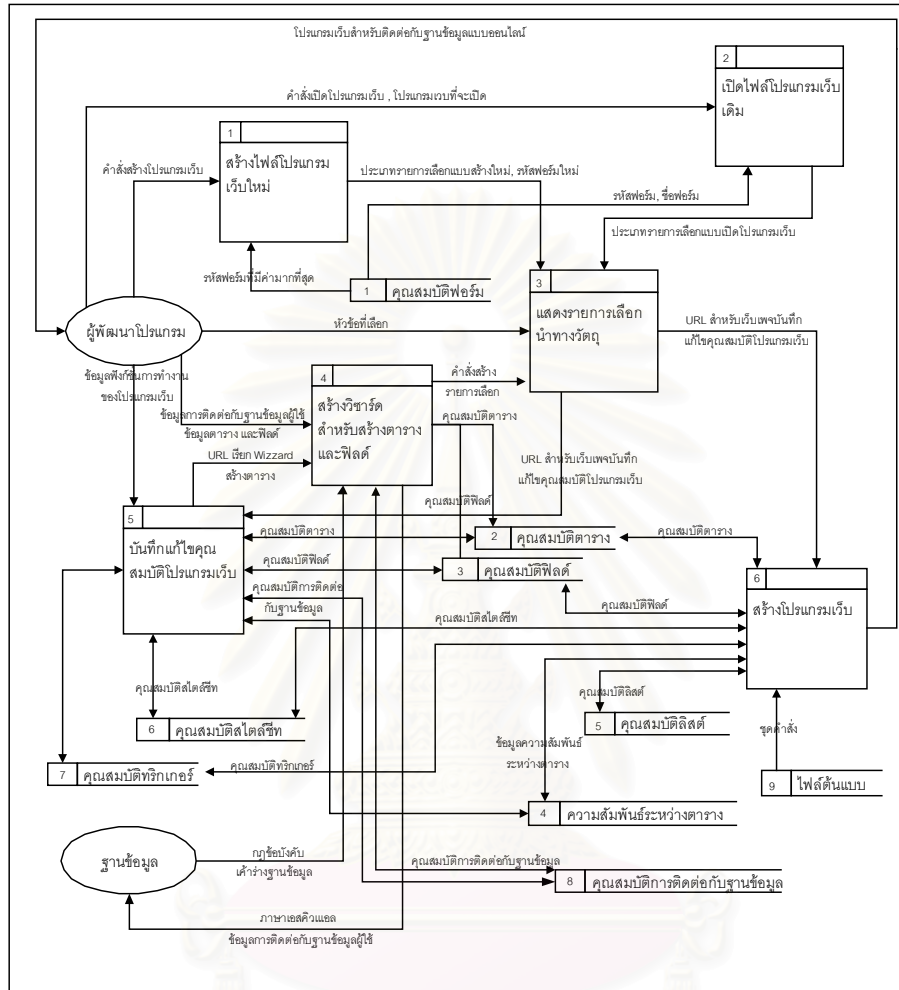 โปรแกรมเว็บสำหรับติดต่อกับฐานข้อมูลแบบออนไลน์
2
เปิดไฟล์โปรแกรมเว็บ
เดิม
คำสั่งเปิดโปรแกรมเว็บ , โปรแกรมเวบที่จะเปิด
1
สร้างไฟล์โปรแกรม
เว็บใหม่
คำสั่งสร้างโปรแกรมเว็บ
ประเภทรายการเลือกแบบสร้างใหม่, รหัสฟอร์มใหม่
รหัสฟอร์ม, ชื่อฟอร์ม
ประเภทรายการเลือกแบบเปิดโปรแกรมเว็บ
รหัสฟอร์มที่มีค่ามากที่สุด
1 คุณสมบัติฟอร์ม
3
แสดงรายการเลือก
นำทางวัตถุ
ผู้พัฒนาโปรแกรม
หัวข้อที่เลือก
URL สำหรับเว็บเพจบันทึก
แก้ไขคุณสมบัติโปรแกรมเว็บ
ข้อมูลฟังก์ชันการทำงาน
ของโปรแกรมเว็บ
4
สร้างวิซาร์ด
สำหรับสร้างตาราง
และฟิลด์
คำสั่งสร้าง
รายการเลือก
คุณสมบัติตาราง
ข้อมูลการติดต่อกับฐานข้อมูลผู้ใช้
ข้อมูลตาราง และฟิลด์
URL เรียก Wizzard
สร้างตาราง
URL สำหรับเว็บเพจบันทึก
แก้ไขคุณสมบัติโปรแกรมเว็บ
คุณสมบัติฟิลด์
5
บันทึกแก้ไขคุณ
สมบัติโปรแกรมเว็บ
คุณสมบัติตาราง
2 คุณสมบัติตาราง
คุณสมบัติตาราง
คุณสมบัติฟิลด์
3 คุณสมบัติฟิลด์
6
สร้างโปรแกรมเว็บ
คุณสมบัติการติดต่อ
กับฐานข้อมูล
คุณสมบัติฟิลด์
คุณสมบัติสไตล์ชีท
คุณสมบัติสไตล์ชีท
คุณสมบัติลิสต์
6 คุณสมบัติสไตล์ชีท
5 คุณสมบัติลิสต์
ชุดคำสั่ง
ข้อมูลความสัมพันธ์
ระหว่างตาราง
7 คุณสมบัติทริกเกอร์
คุณสมบัติทริกเกอร์
9 ไฟล์ต้นแบบ
4 ความสัมพันธ์ระหว่างตาราง
ฐานข้อมูล
กฎข้อบังคับ
เค้าร่างฐานข้อมูล
คุณสมบัติการติดต่อกับฐานข้อมูล
8 คุณสมบัติการติดต่อกับฐานข้อมูล
ภาษาเอสคิวแอล
ข้อมูลการติดต่อกับฐานข้อมูลผู้ใช้